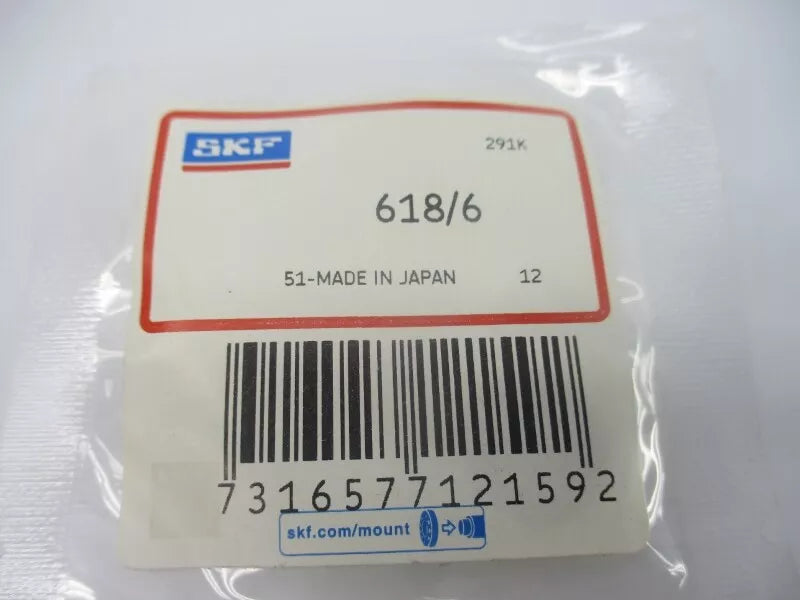 SKF
291K
618/6
51-MADE IN JAPAN 12
7316577121592
skf.com/mount